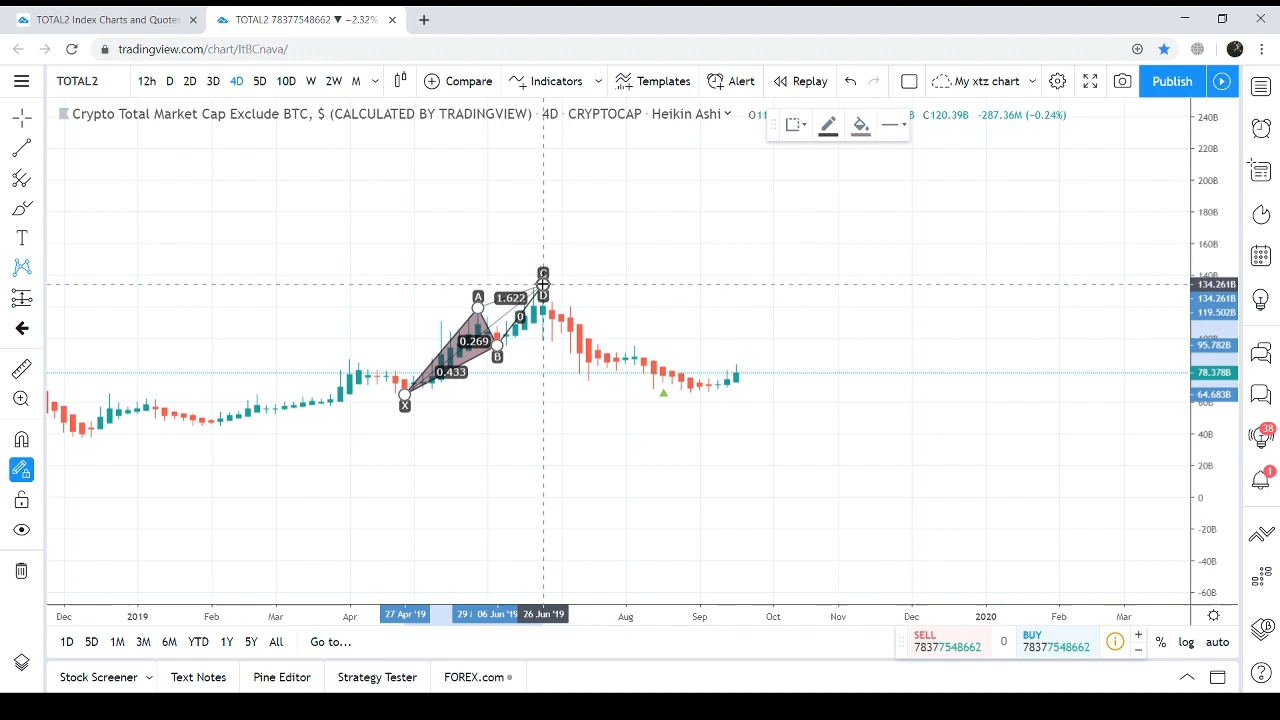 TOTAL2 Index Charts and Quotes
TOTAL2 78377548662 ▼ −2.32%
tradingview.com/chart/ItBCnava/
TOTAL2
12h D 2D 3D 4D 5D 10D W 2W M
Compare
Indicators
Templates
Alert
Replay
My xtz chart
Publish
Crypto Total Market Cap Exclude BTC, $ (CALCULATED BY TRADINGVIEW) · 4D · CRYPTOCAP · Heikin Ashi
O11
B C120.39B -287.36M (−0.24%)
240B
220B
200B
180B
160B
140B
134.261B
134.261B
119.502B
95.782B
78.378B
64.683B
40B
20B
0
-20B
-40B
-60B
C
D
A
1.622
0
0.269
B
0.433
X
38
1
Dec 2019 Feb Mar Apr 27 Apr '19 29 06 Jun '19 26 Jun '19 Aug Sep Oct Nov Dec 2020 Feb Mar
1D 5D 1M 3M 6M YTD 1Y 5Y All Go to...
SELL
78377548662
0
BUY
78377548662
+
−
% log auto
Stock Screener
Text Notes
Pine Editor
Strategy Tester
FOREX.com